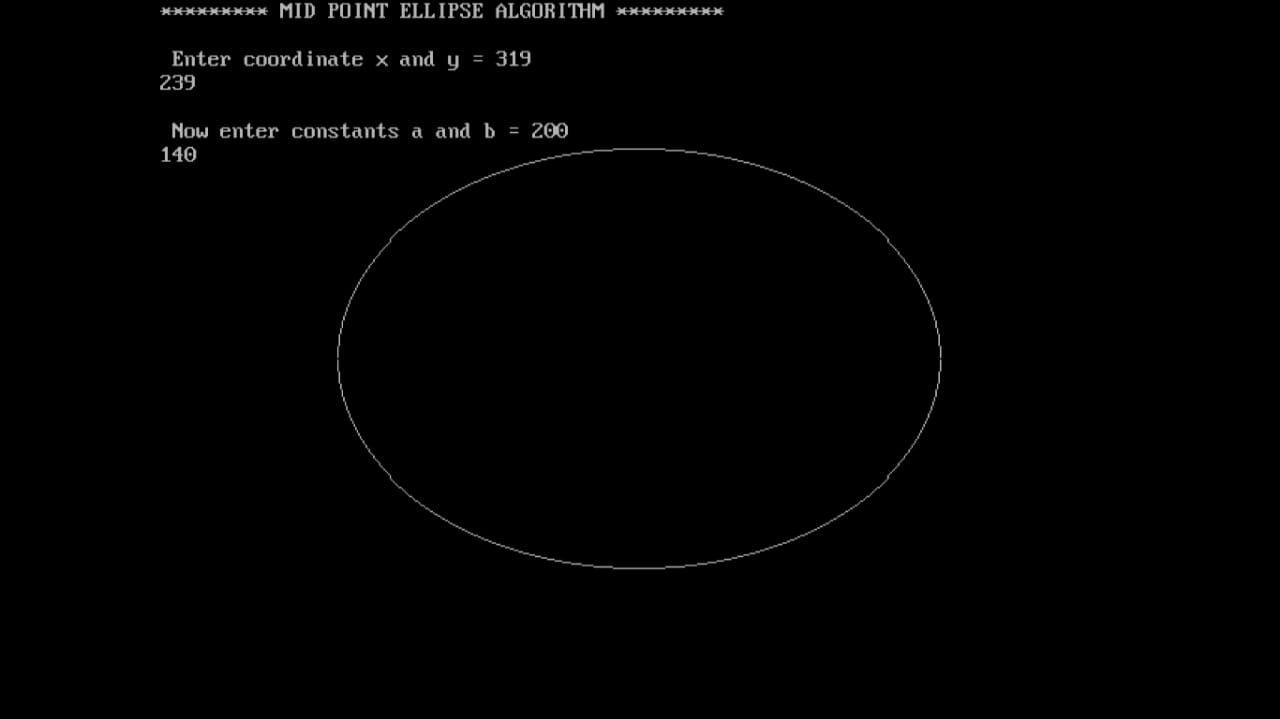 ********* MID POINT ELLIPSE ALGORITHM *********
Enter coordinate x and y = 319
239
Now enter constants a and b = 200
140